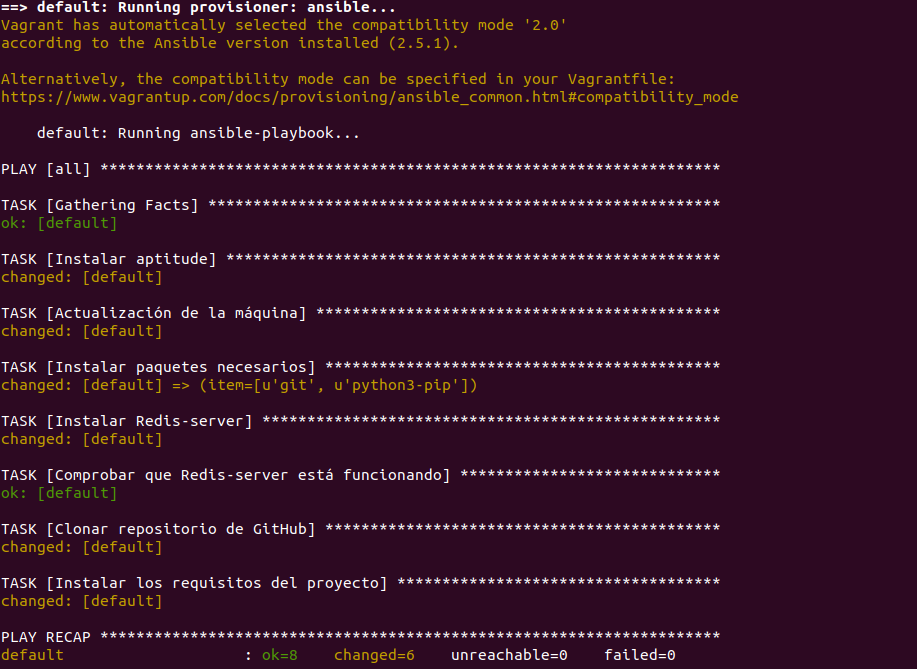 ==> default: Running provisioner: ansible...
Vagrant has automatically selected the compatibility mode '2.0'
according to the Ansible version installed (2.5.1).

Alternatively, the compatibility mode can be specified in your Vagrantfile:
https://www.vagrantup.com/docs/provisioning/ansible_common.html#compatibility_mode

    default: Running ansible-playbook...

PLAY [all] *********************************************************************

TASK [Gathering Facts] *********************************************************
ok: [default]

TASK [Instalar aptitude] *******************************************************
changed: [default]

TASK [Actualización de la máquina] *********************************************
changed: [default]

TASK [Instalar paquetes necesarios] ********************************************
changed: [default] => (item=[u'git', u'python3-pip'])

TASK [Instalar Redis-server] ***************************************************
changed: [default]

TASK [Comprobar que Redis-server está funcionando] *****************************
ok: [default]

TASK [Clonar repositorio de GitHub] ********************************************
changed: [default]

TASK [Instalar los requisitos del proyecto] ************************************
changed: [default]

PLAY RECAP *********************************************************************
default                    : ok=8    changed=6    unreachable=0    failed=0